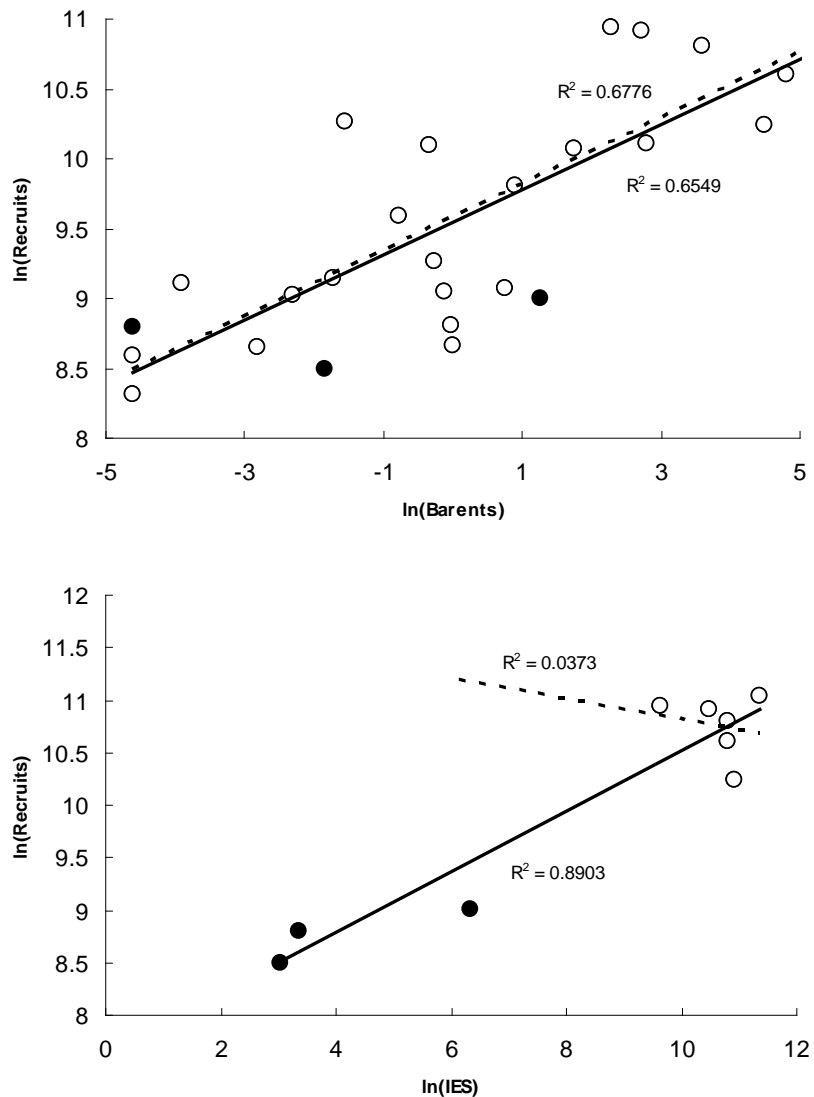 11
10.5
10
9.5
9
8.5
8
ln(Recruits)
R² = 0.6776
R² = 0.6549
-5 -3 -1 1 3 5
ln(Barents)
12
11.5
11
10.5
10
9.5
9
8.5
8
ln(Recruits)
R² = 0.0373
R² = 0.8903
0 2 4 6 8 10 12
ln(IES)